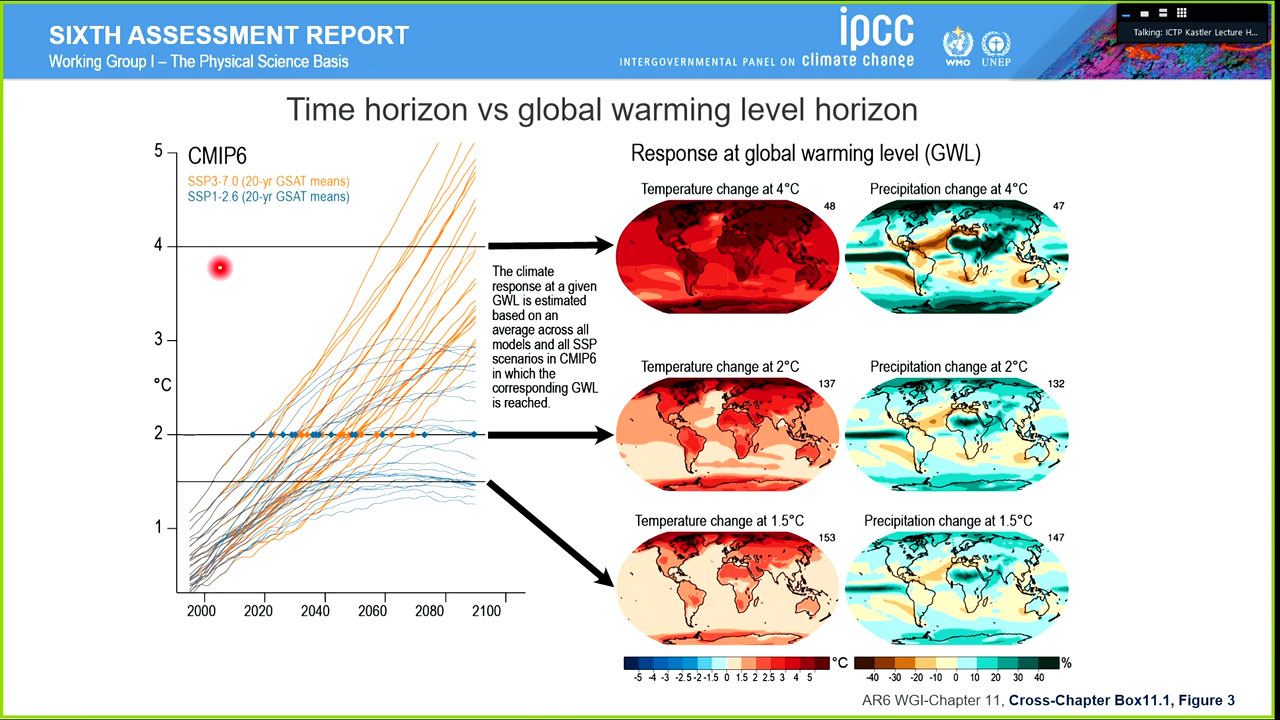 SIXTH ASSESSMENT REPORT
Working Group I – The Physical Science Basis
INTERGOVERNMENTAL PANEL ON climate change
ipcc
WMO
UNEP
Talking: ICTP Kastler Lecture H...
Time horizon vs global warming level horizon
CMIP6
SSP3-7.0 (20-yr GSAT means)
SSP1-2.6 (20-yr GSAT means)
5
4
3
°C
2
1
2000 2020 2040 2060 2080 2100
The climate
response at a given
GWL is estimated
based on an
average across all
models and all SSP
scenarios in CMIP6
in which the
corresponding GWL
is reached.
Response at global warming level (GWL)
Temperature change at 4°C
48
Precipitation change at 4°C
47
Temperature change at 2°C
137
Precipitation change at 2°C
132
Temperature change at 1.5°C
153
Precipitation change at 1.5°C
147
°C
-5 -4 -3 -2.5 -2 -1.5 0 1.5 2 2.5 3 4 5
%
-40 -30 -20 -10 0 10 20 30 40
AR6 WGI-Chapter 11, Cross-Chapter Box11.1, Figure 3